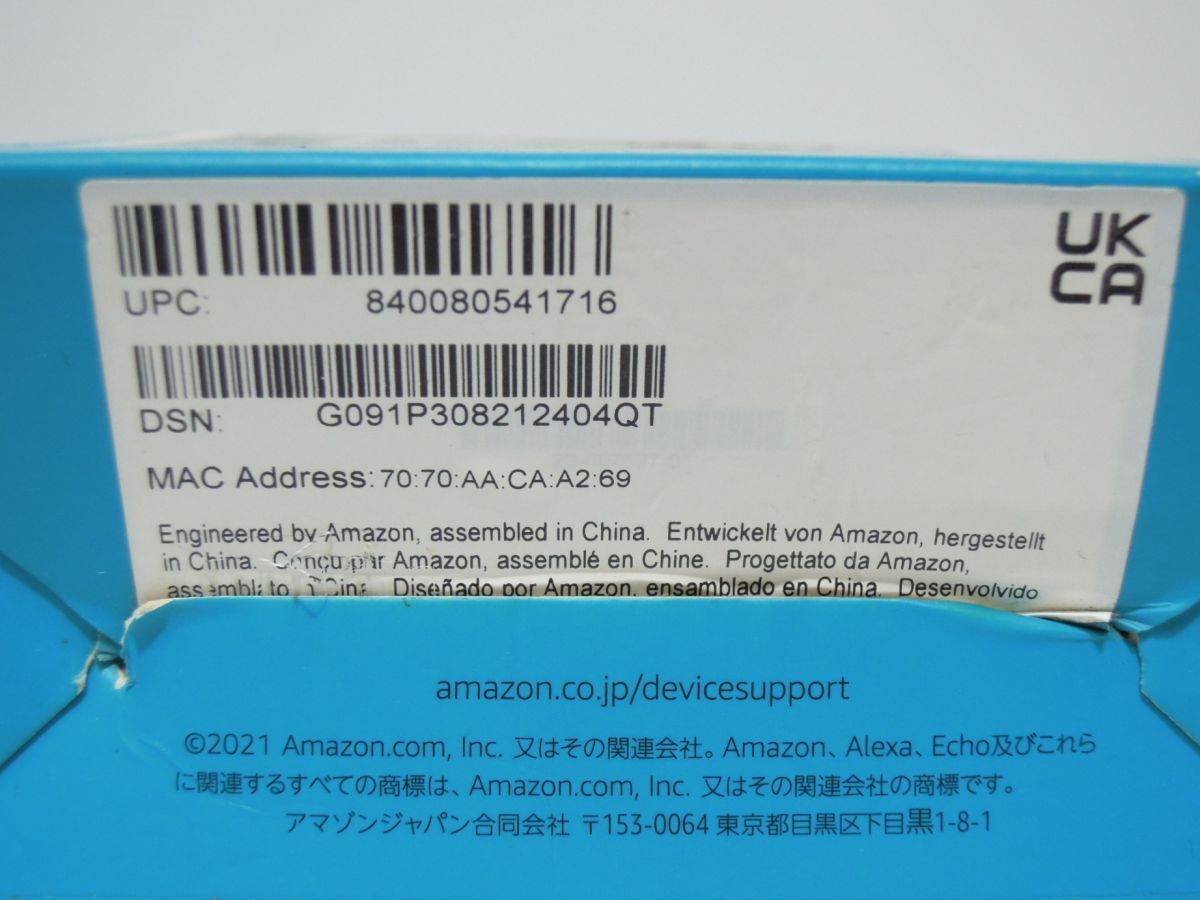 UPC: 840080541716
UK
CA
DSN: G091P308212404QT
MAC Address: 70:70:AA:CA:A2:69
Engineered by Amazon, assembled in China. Entwickelt von Amazon, hergestellt
in China. Conçu par Amazon, assemblé en Chine. Progettato da Amazon,
Diseñado por Amazon, ensamblado en China. Desenvolvido
amazon.co.jp/devicesupport
©2021 Amazon.com, Inc. 又はその関連会社。Amazon、Alexa、Echo及びこれら
に関連するすべての商標は、Amazon.com, Inc. 又はその関連会社の商標です。
アマゾンジャパン合同会社 〒153-0064 東京都目黒区下目黒1-8-1